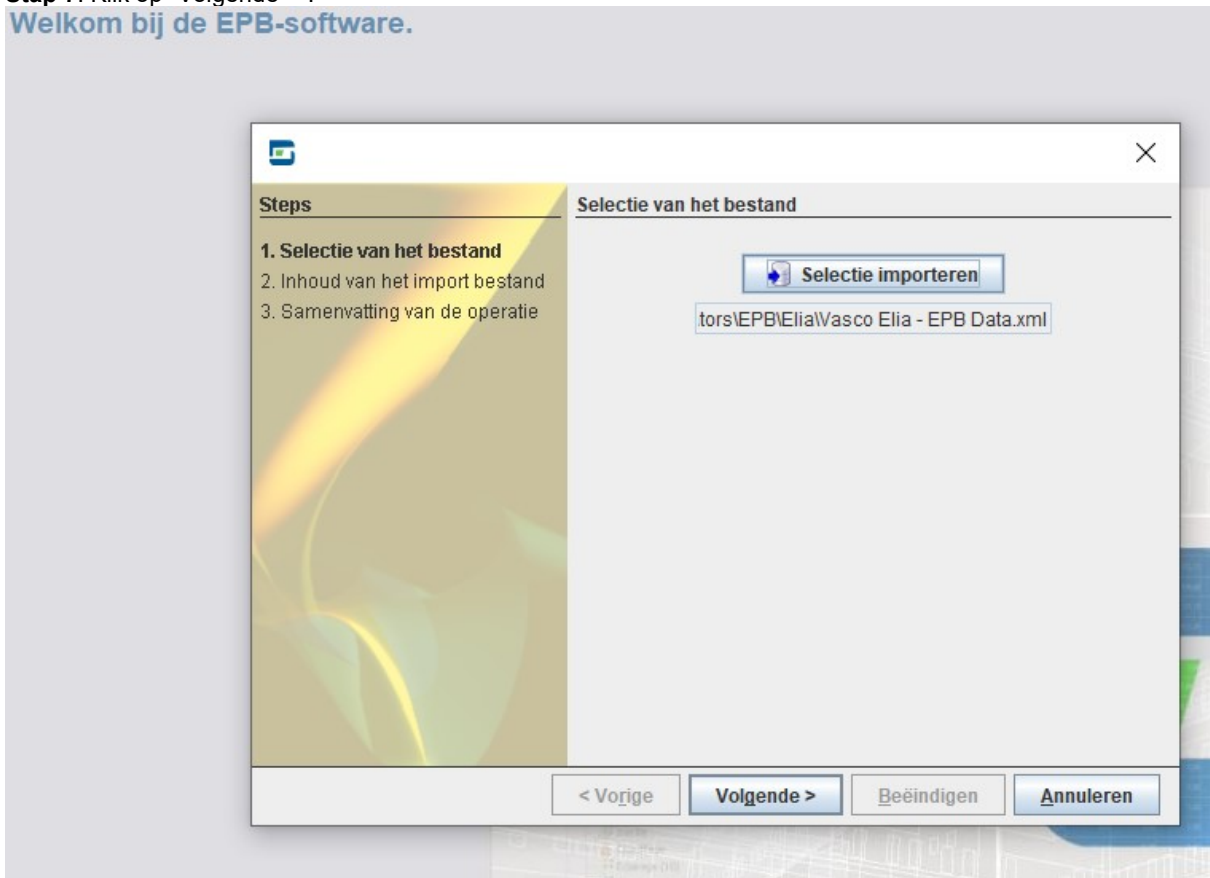 Welkom bij de EPB-software.
Steps
Selectie van het bestand
1. Selectie van het bestand
2. Inhoud van het import bestand
3. Samenvatting van de operatie
Selectie importeren
tors\EPB\Elia\Vasco Elia - EPB Data.xml
< Vorige
Volgende >
Beëindigen
Annuleren